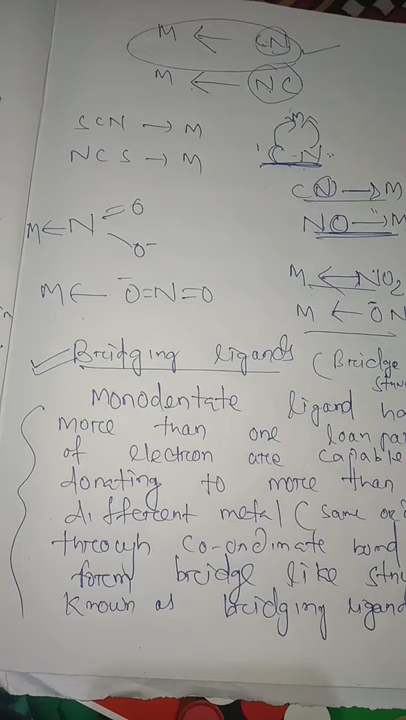 M ← CN
M ← NC
SCN → M
NCS → M
M
C-N:
CN → M
NO → M
M ← N =O
O⁻
M ← NO2
M ← Ō=N=O
M ← ŌN
Bridging ligands (Bridge
Monodentate ligand ha
more than one loan pa
of electron are capable
donating to more than
different metal (same or
through co-ordinate bond
form bridge like stru
known as bridging ligand